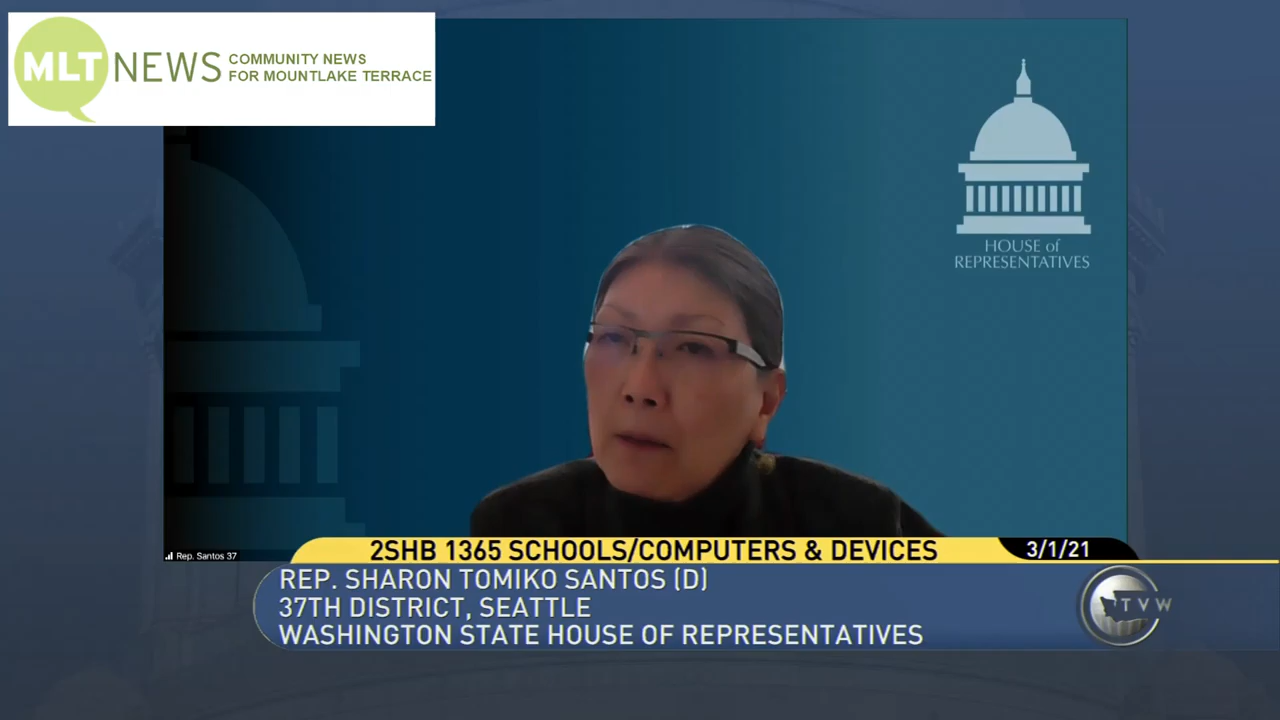 MLT NEWS COMMUNITY NEWS
FOR MOUNTLAKE TERRACE
HOUSE of
REPRESENTATIVES
Rep. Santos 37
2SHB 1365 SCHOOLS/COMPUTERS & DEVICES 3/1/21
REP. SHARON TOMIKO SANTOS (D)
37TH DISTRICT, SEATTLE
WASHINGTON STATE HOUSE OF REPRESENTATIVES
TVW